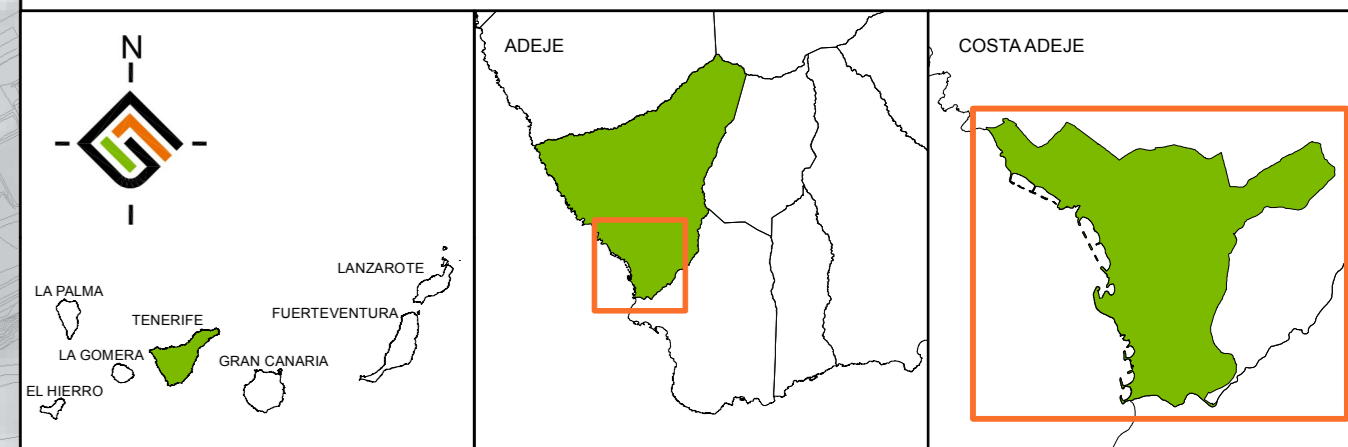 N
LANZAROTE
LA PALMA
FUERTEVENTURA
TENERIFE
LA GOMERA
GRAN CANARIA
EL HIERRO
ADEJE
COSTA ADEJE